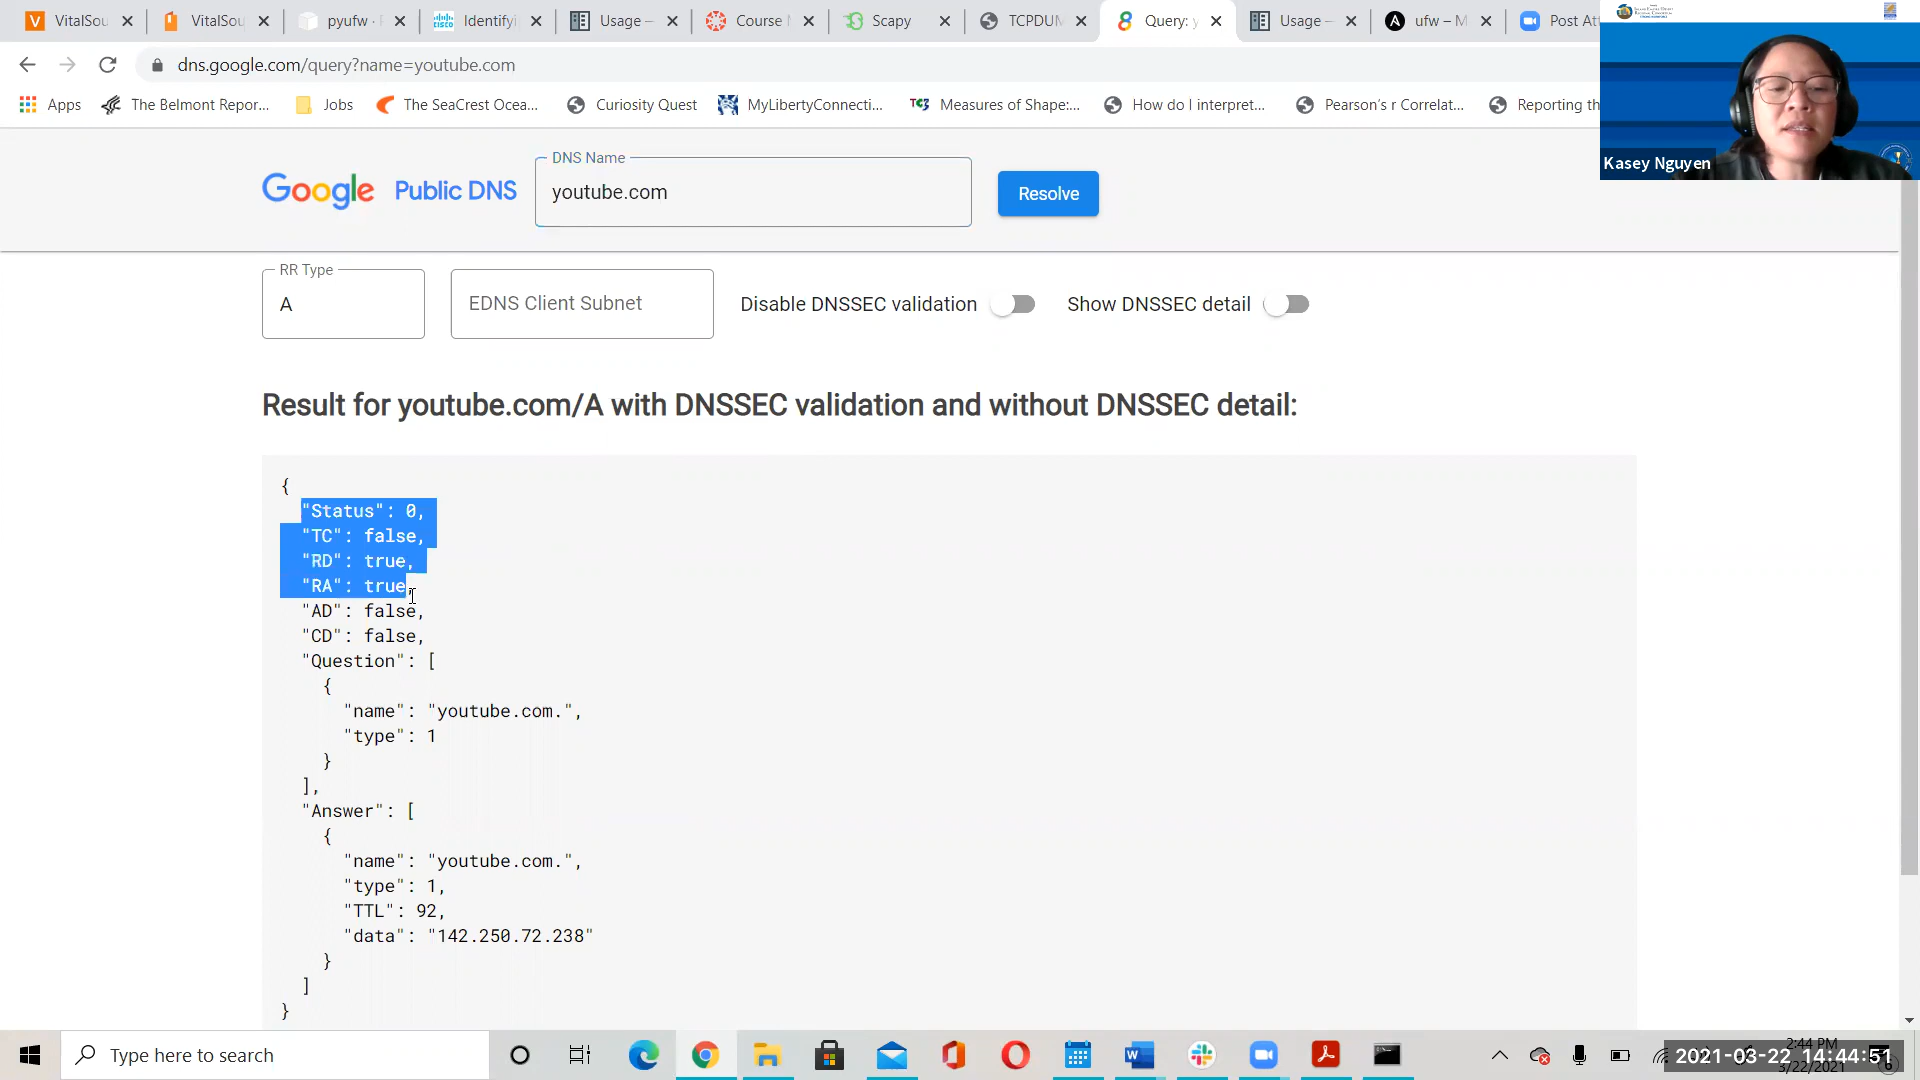 VitalSou
VitalSou
pyufw ·
Identifyi
Usage –
Course
Scapy
TCPDUM
Query: y
Usage –
ufw – M
Post Att
dns.google.com/query?name=youtube.com
Apps
The Belmont Repor...
Jobs
The SeaCrest Ocea...
Curiosity Quest
MyLibertyConnecti...
Measures of Shape:...
How do I interpret...
Pearson's r Correlat...
Reporting th
Kasey Nguyen
Google Public DNS
DNS Name
youtube.com
Resolve
RR Type
A
EDNS Client Subnet
Disable DNSSEC validation
Show DNSSEC detail
Result for youtube.com/A with DNSSEC validation and without DNSSEC detail:
{
"Status": 0,
"TC": false,
"RD": true,
"RA": true,
"AD": false,
"CD": false,
"Question": [
{
"name": "youtube.com.",
"type": 1
}
],
"Answer": [
{
"name": "youtube.com.",
"type": 1,
"TTL": 92,
"data": "142.250.72.238"
}
]
}
Type here to search
2:44 PM
3/22/2021
2021-03-22 14:44:51